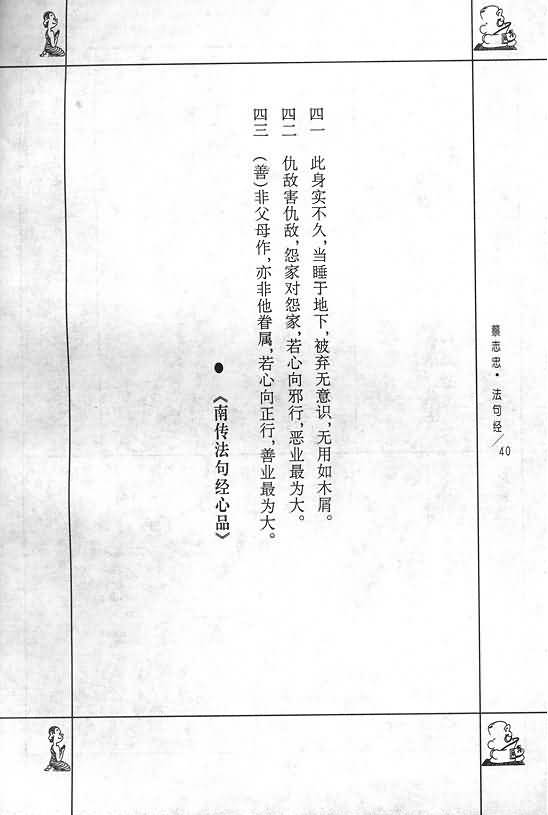 四一　此身实不久，当睡于地下，被弃无意识，无用如木屑。
四二　仇敌害仇敌，怨家对怨家，若心向邪行，恶业最为大。
四三　（善）非父母作，亦非他眷属，若心向正行，善业最为大。
●《南传法句经心品》
蔡志忠·法句经／40